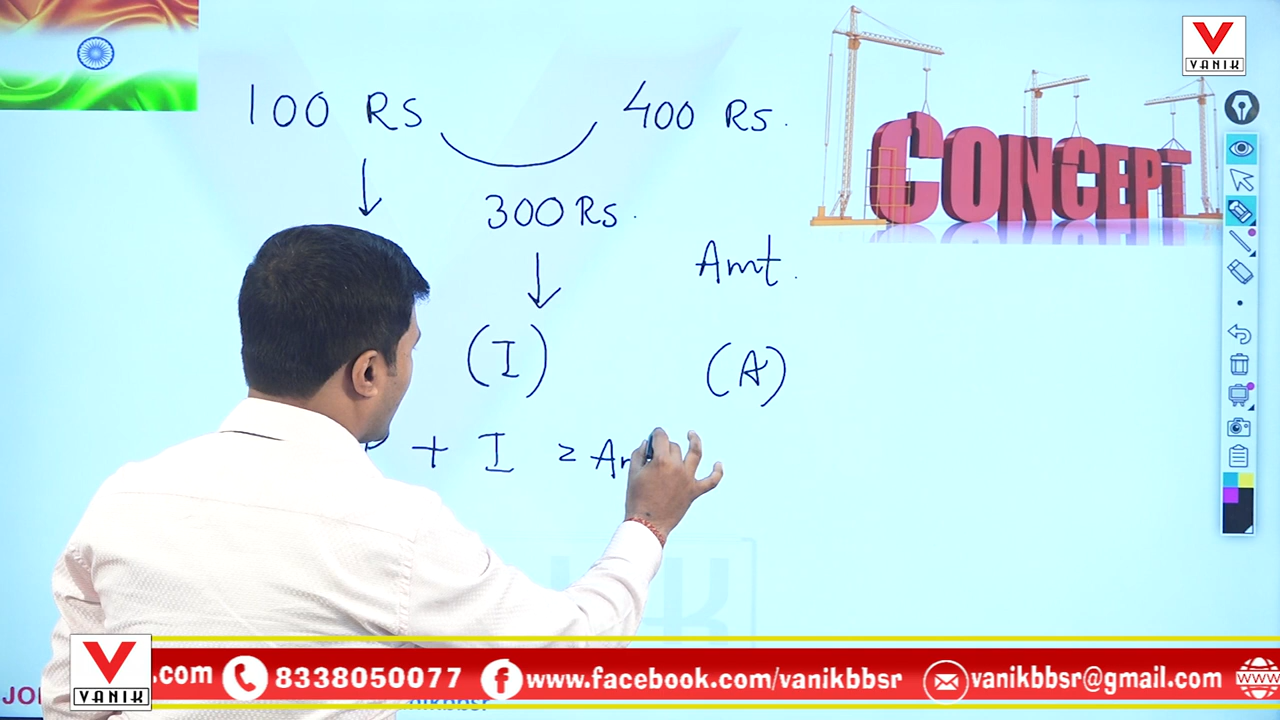 100 Rs 400 Rs.
300 Rs.
Amt.
(I) (A)
+ I =
CONCEPT
VANIK
VANIK
.com 8338050077 www.facebook.com/vanikbbsr vanikbbsr@gmail.com WWW